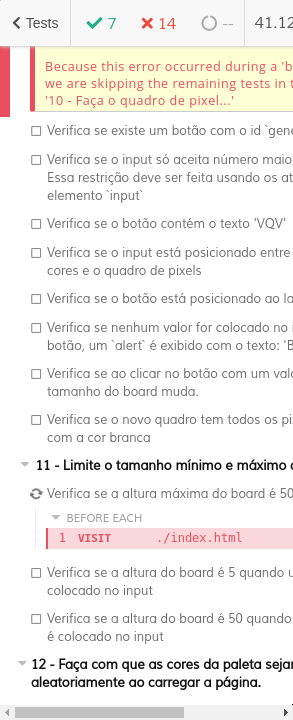 Tests 7 14 -- 41.12
Because this error occurred during a 'b
we are skipping the remaining tests in t
'10 - Faça o quadro de pixel...'
Verifica se existe um botão com o id `gene
Verifica se o input só aceita número maio
Essa restrição deve ser feita usando os at
elemento `input`
Verifica se o botão contém o texto 'VQV'
Verifica se o input está posicionado entre
cores e o quadro de pixels
Verifica se o botão está posicionado ao la
Verifica se nenhum valor for colocado no
botão, um `alert` é exibido com o texto: 'B
Verifica se ao clicar no botão com um valo
tamanho do board muda.
Verifica se o novo quadro tem todos os pi
com a cor branca
11 - Limite o tamanho mínimo e máximo
Verifica se a altura máxima do board é 50
BEFORE EACH
1 VISIT ./index.html
Verifica se a altura do board é 5 quando u
colocado no input
Verifica se a altura do board é 50 quando
é colocado no input
12 - Faça com que as cores da paleta seja
aleatoriamente ao carregar a página.